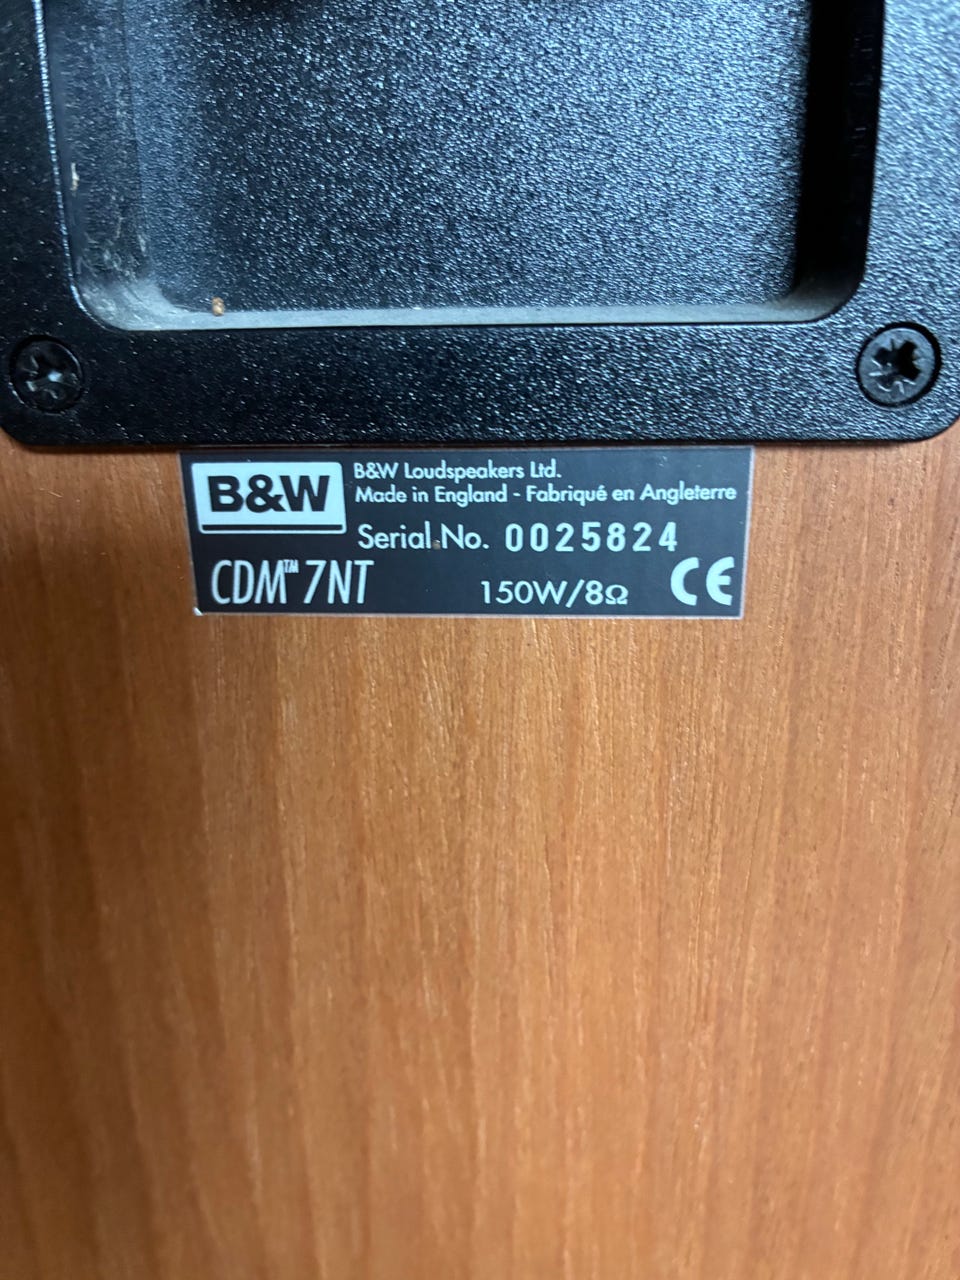 B&W
B&W Loudspeakers Ltd.
Made in England - Fabriqué en Angleterre
Serial No. 0025824
CDM™ 7NT
150W/8Ω
CE